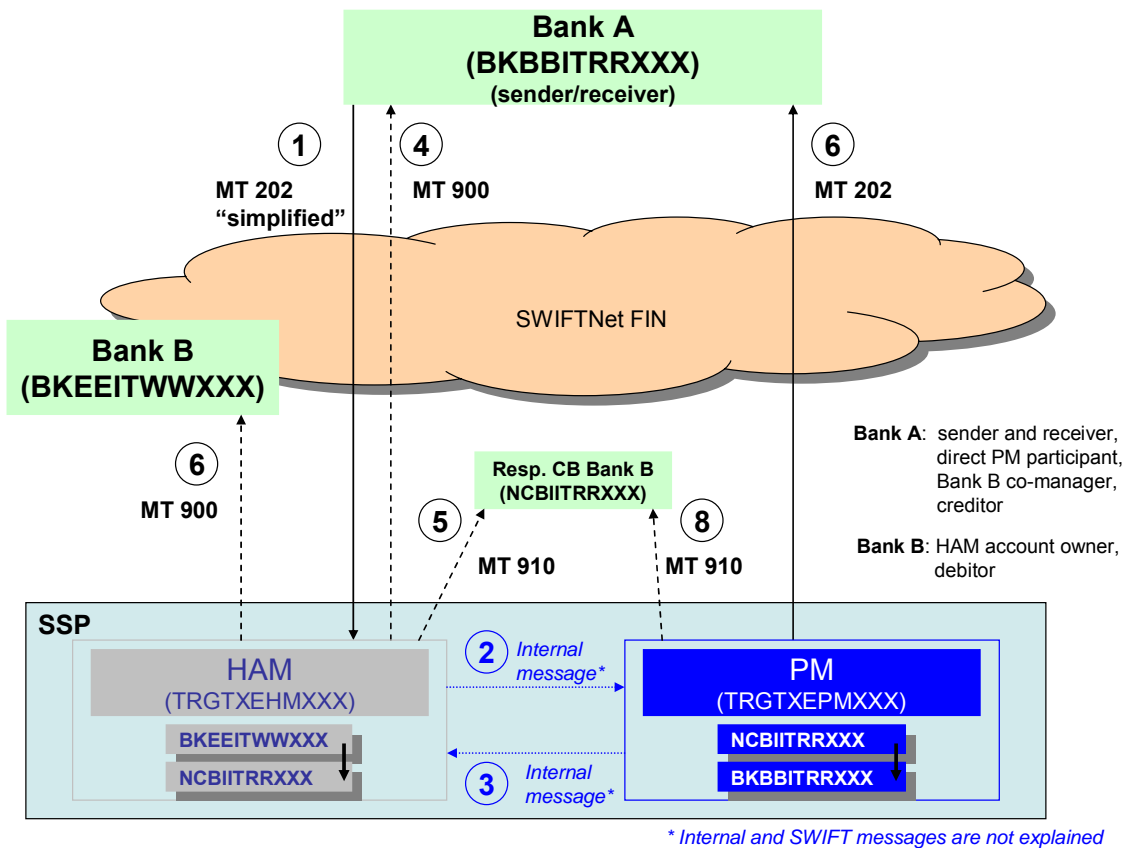 Bank A
(BKBBITRRXXX)
(sender/receiver)
1
4
6
MT 202
“simplified”
MT 900
MT 202
SWIFTNet FIN
Bank B
(BKEEITWWXXX)
6
MT 900
Resp. CB Bank B
(NCBIITRRXXX)
5
8
MT 910
MT 910
Bank A: sender and receiver,
direct PM participant,
Bank B co-manager,
creditor
Bank B: HAM account owner,
debitor
SSP
HAM
(TRGTXEHMXXX)
BKEEITWWXXX
NCBIITRRXXX
2
Internal
message*
3
Internal
message*
PM
(TRGTXEPMXXX)
NCBIITRRXXX
BKBBITRRXXX
* Internal and SWIFT messages are not explained